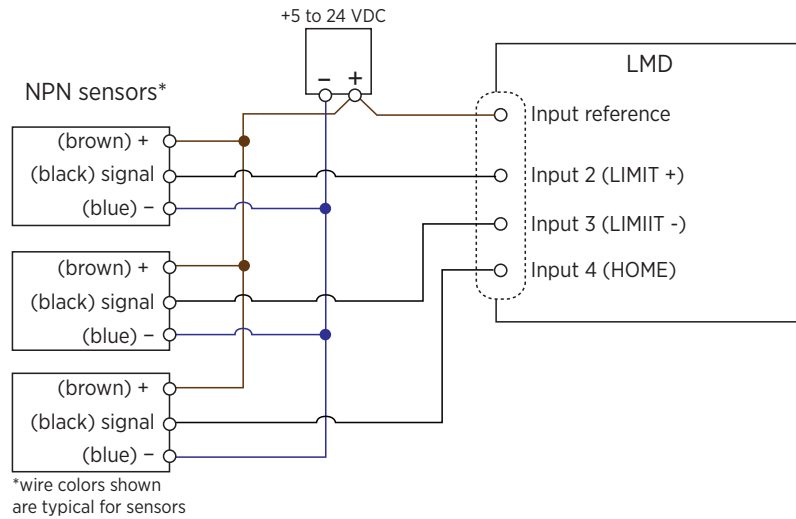 +5 to 24 VDC
− +
LMD
NPN sensors*
Input reference
(brown) +
(black) signal
(blue) −
Input 2 (LIMIT +)
Input 3 (LIMIIT -)
Input 4 (HOME)
(brown) +
(black) signal
(blue) −
(brown) +
(black) signal
(blue) −
*wire colors shown
are typical for sensors